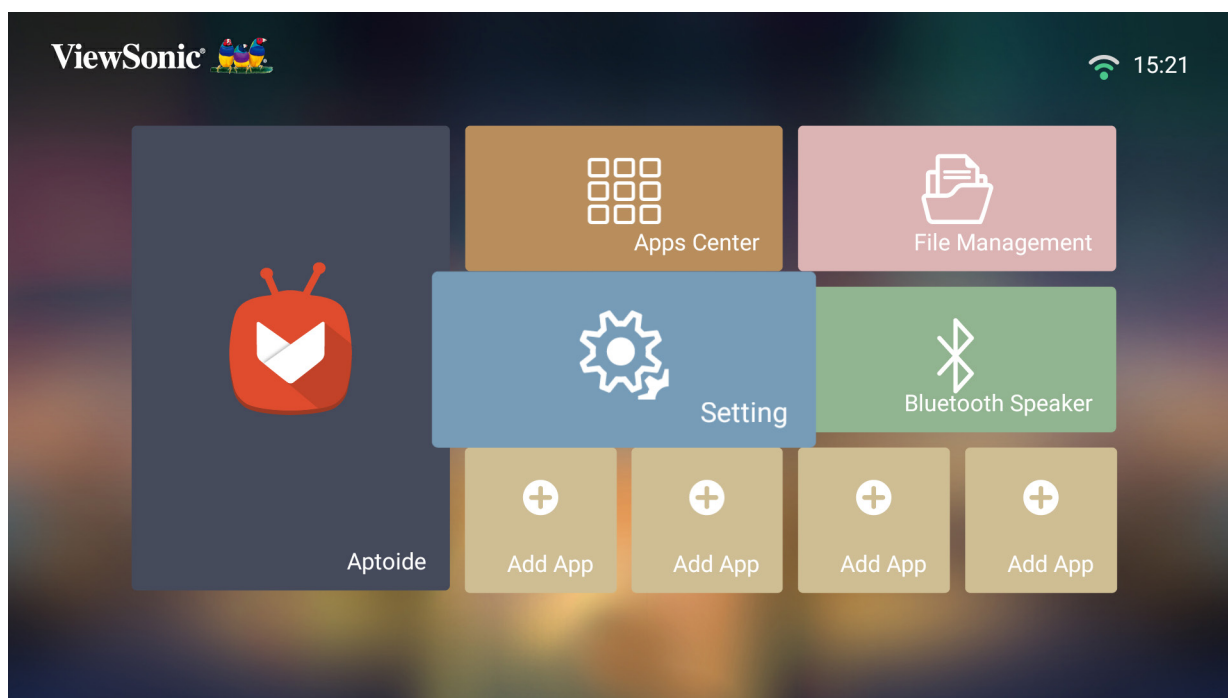 ViewSonic®
15:21
Apps Center
File Management
Setting
Bluetooth Speaker
Aptoide
Add App
Add App
Add App
Add App